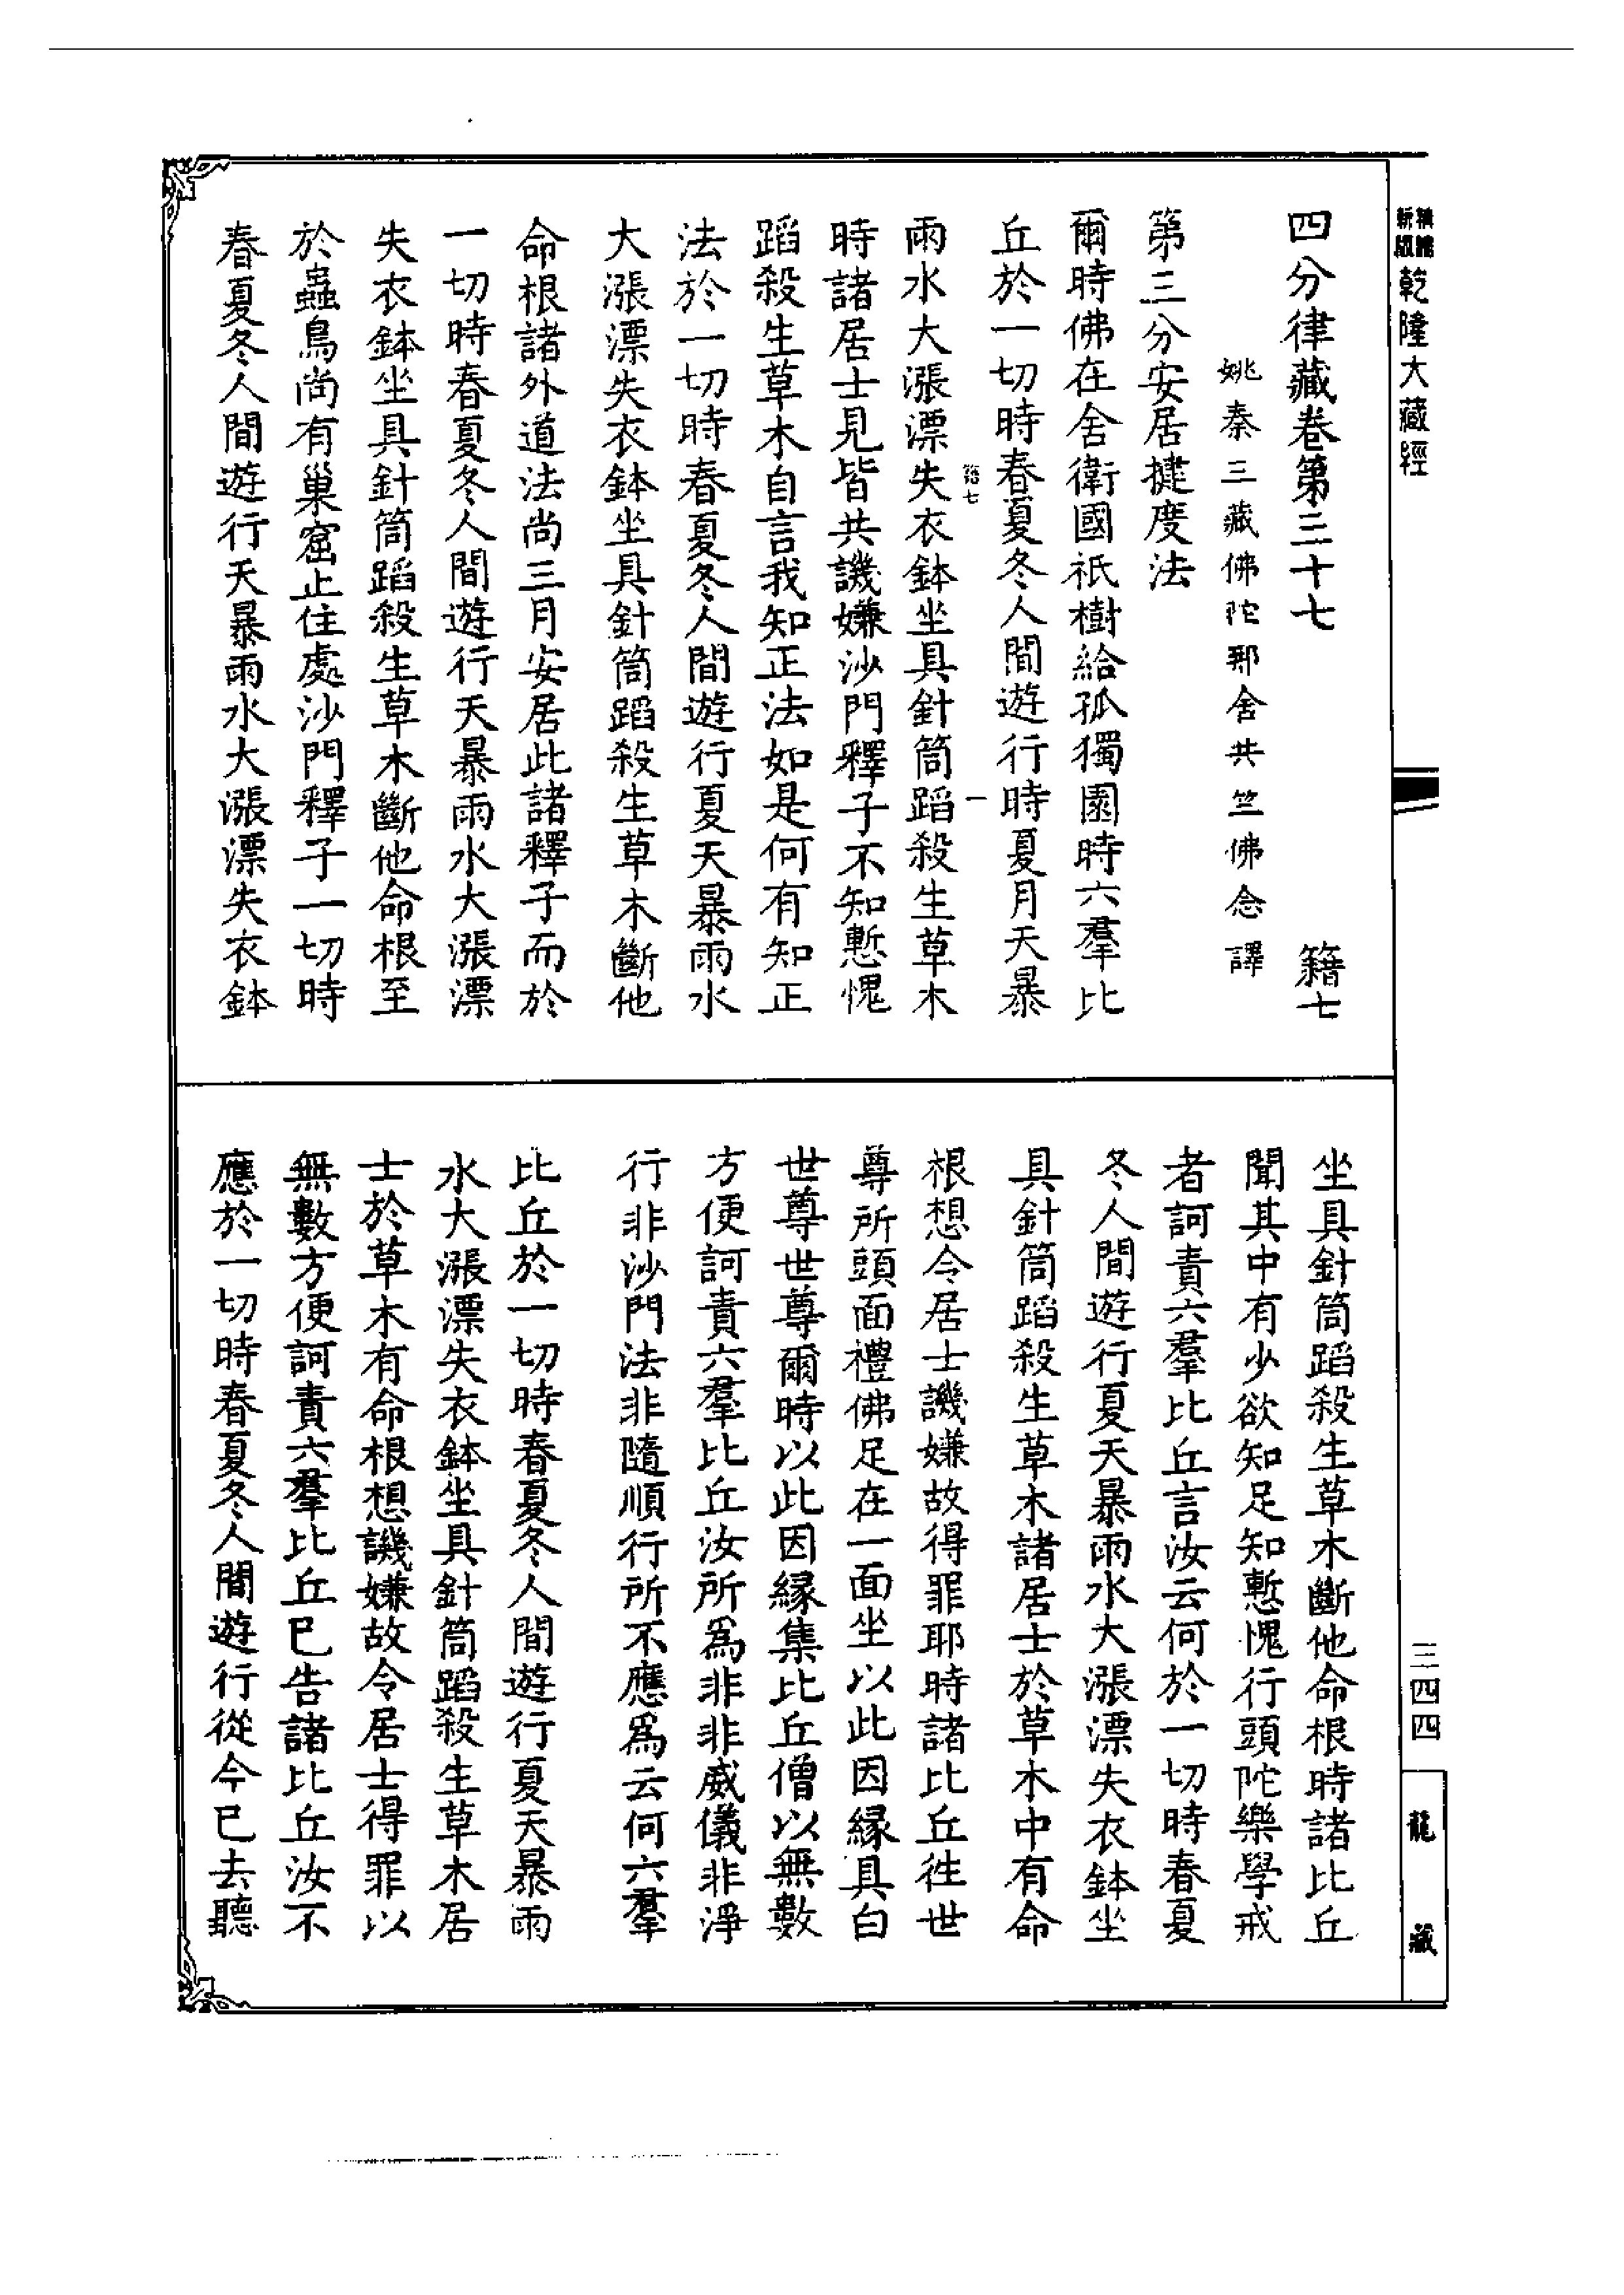 乾隆大藏經
四分律藏卷第三十七　籍七
姚秦三藏佛陀耶舍共竺佛念譯
第三分安居揵度法
爾時佛在舍衛國祇樹給孤獨園時六羣比
丘於一切時春夏冬人間遊行時夏月天暴
籍七　一
雨水大漲漂失衣鉢坐具針筒蹈殺生草木
時諸居士見皆共譏嫌沙門釋子不知慙愧
蹈殺生草木自言我知正法如是何有知正
法於一切時春夏冬人間遊行夏天暴雨水
大漲漂失衣鉢坐具針筒蹈殺生草木斷他
命根諸外道法尚三月安居此諸釋子而於
一切時春夏冬人間遊行天暴雨水大漲漂
失衣鉢坐具針筒蹈殺生草木斷他命根至
於蟲鳥尚有巢窟止住處沙門釋子一切時
春夏冬人間遊行天暴雨水大漲漂失衣鉢
坐具針筒蹈殺生草木斷他命根時諸比丘
聞其中有少欲知足知慙愧行頭陀樂學戒
者訶責六羣比丘言汝云何於一切時春夏
冬人間遊行夏天暴雨水大漲漂失衣鉢坐
具針筒蹈殺生草木諸居士於草木中有命
根想令居士譏嫌故得罪耶時諸比丘往世
尊所頭面禮佛足在一面坐以此因緣具白
世尊世尊爾時以此因緣集比丘僧以無數
方便訶責六羣比丘汝所爲非非威儀非淨
行非沙門法非隨順行所不應爲云何六羣
比丘於一切時春夏冬人間遊行夏天暴雨
水大漲漂失衣鉢坐具針筒蹈殺生草木居
士於草木有命根想譏嫌故令居士得罪以
無數方便訶責六羣比丘已告諸比丘汝不
應於一切時春夏冬人間遊行從今已去聽
三四四
龍藏